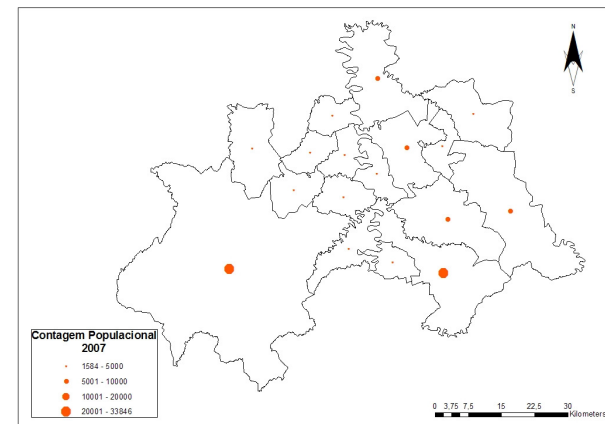 N
S
Contagem Populacional
2007
1584 - 5000
5001 - 10000
10001 - 20000
20001 - 33846
0 3,75 7,5 15 22,5 30
Kilometers